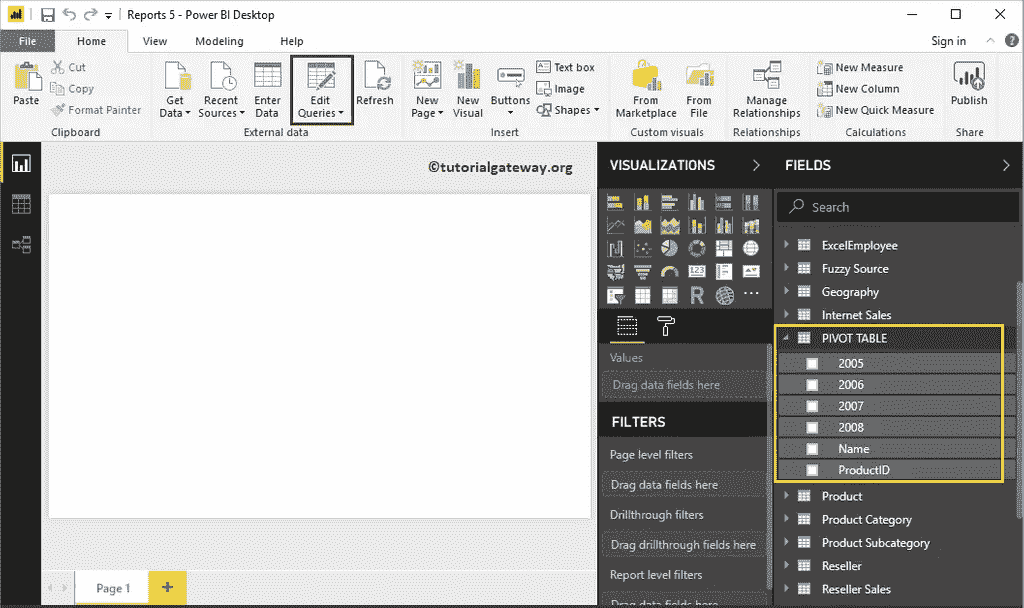 Reports 5 - Power BI Desktop
File Home View Modeling Help Sign in
Paste
Cut
Copy
Format Painter
Clipboard
Get Data
Recent Sources
Enter Data
Edit Queries
Refresh
External data
New Page
New Visual
Buttons
Text box
Image
Shapes
Insert
From Marketplace
From File
Custom visuals
Manage Relationships
Relationships
New Measure
New Column
New Quick Measure
Calculations
Publish
Share
©tutorialgateway.org
VISUALIZATIONS
123
R
Values
Drag data fields here
FILTERS
Page level filters
Drag data fields here
Drillthrough filters
Drag drillthrough fields here
Report level filters
Drag data fields here
FIELDS
Search
ExcelEmployee
Fuzzy Source
Geography
Internet Sales
PIVOT TABLE
2005
2006
2007
2008
Name
ProductID
Product
Product Category
Product Subcategory
Reseller
Reseller Sales
Page 1